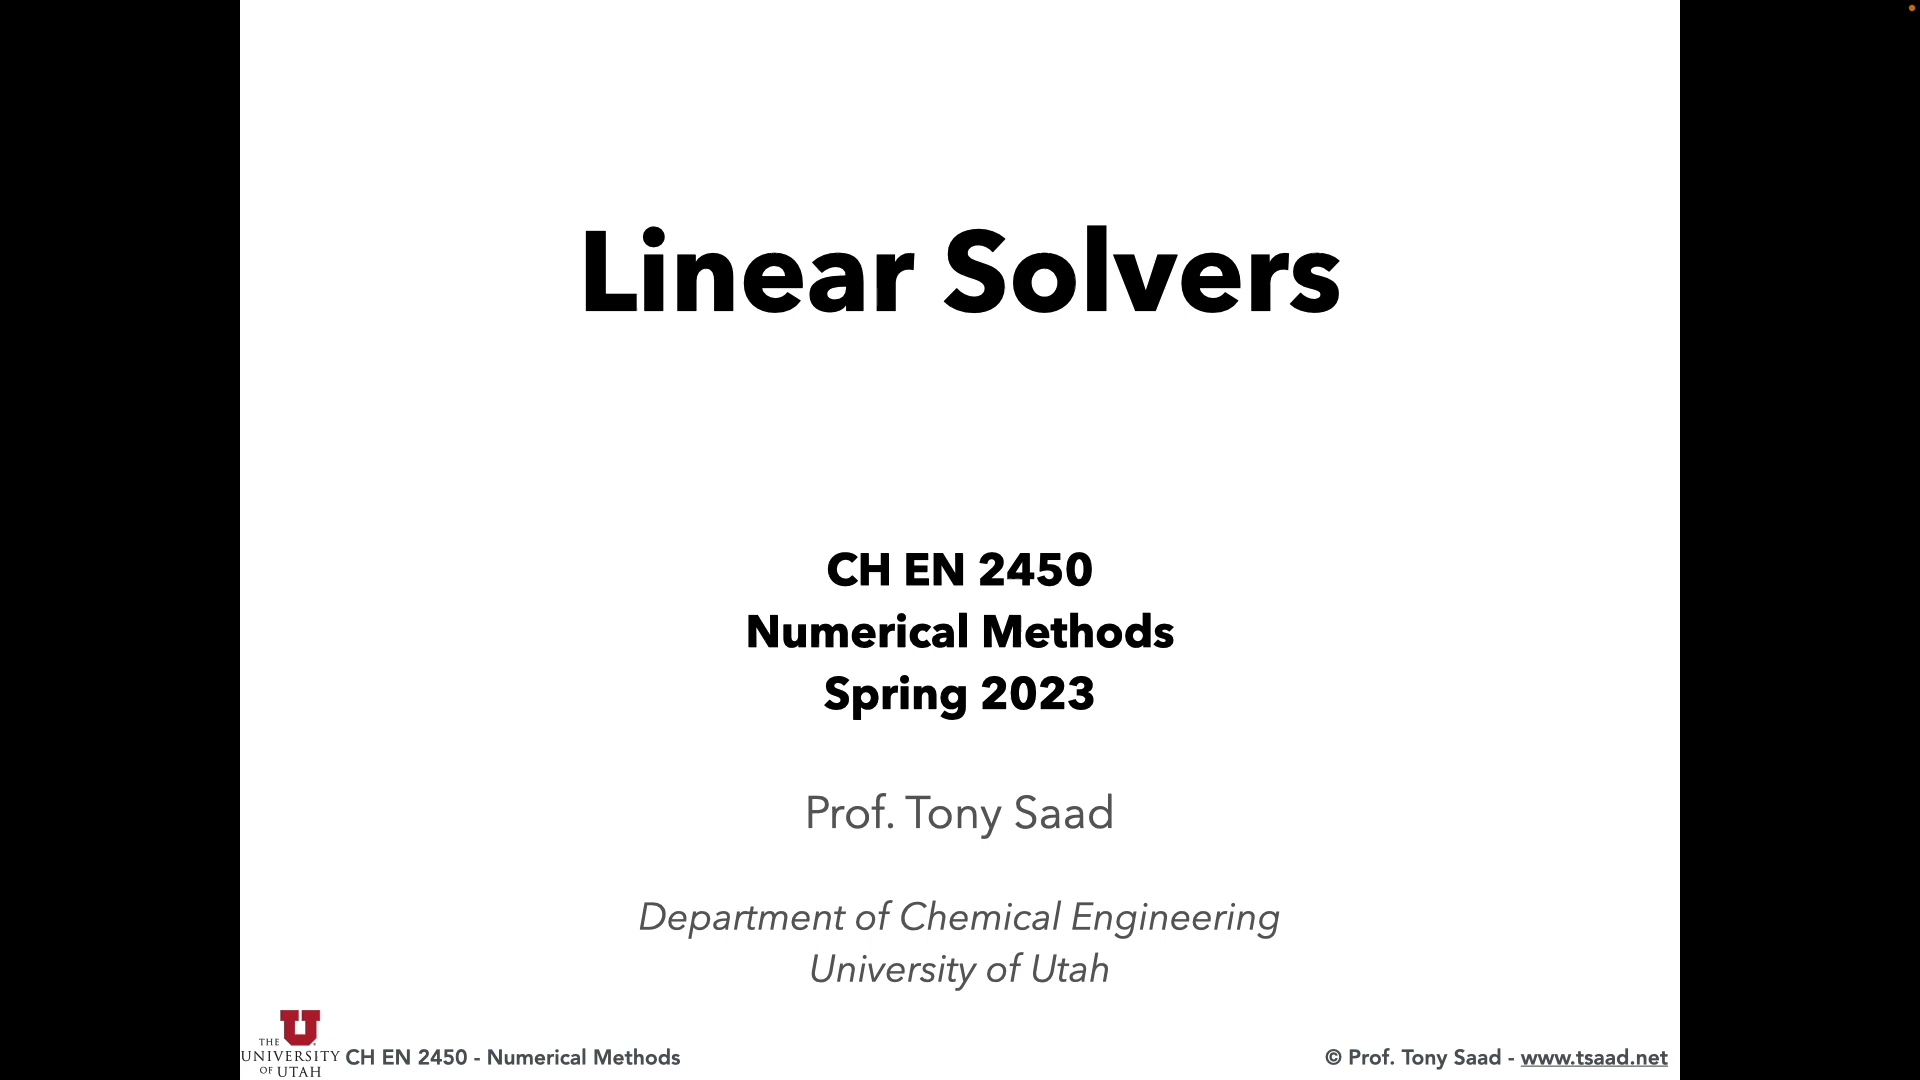 Linear Solvers
CH EN 2450
Numerical Methods
Spring 2023
Prof. Tony Saad
Department of Chemical Engineering
University of Utah
THE
UNIVERSITY
OF UTAH
CH EN 2450 - Numerical Methods
© Prof. Tony Saad - www.tsaad.net